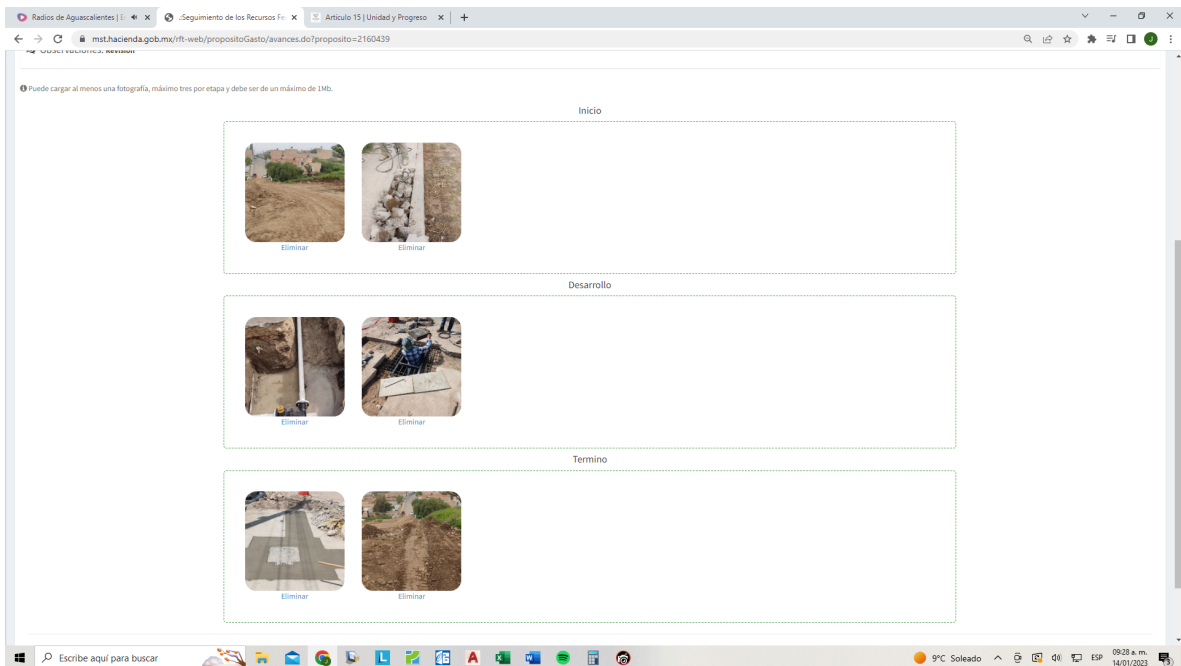 Radios de Aguascalientes | E
.:Seguimiento de los Recursos Fe
Artículo 15 | Unidad y Progreso
mst.hacienda.gob.mx/rft-web/propositoGasto/avances.do?proposito=2160439
Observaciones: Revisión
Puede cargar al menos una fotografía, máximo tres por etapa y debe ser de un máximo de 1Mb.
Inicio
Eliminar Eliminar
Desarrollo
Eliminar Eliminar
Termino
Eliminar Eliminar
Escribe aquí para buscar
9°C Soleado
ESP
09:28 a. m.
14/01/2023